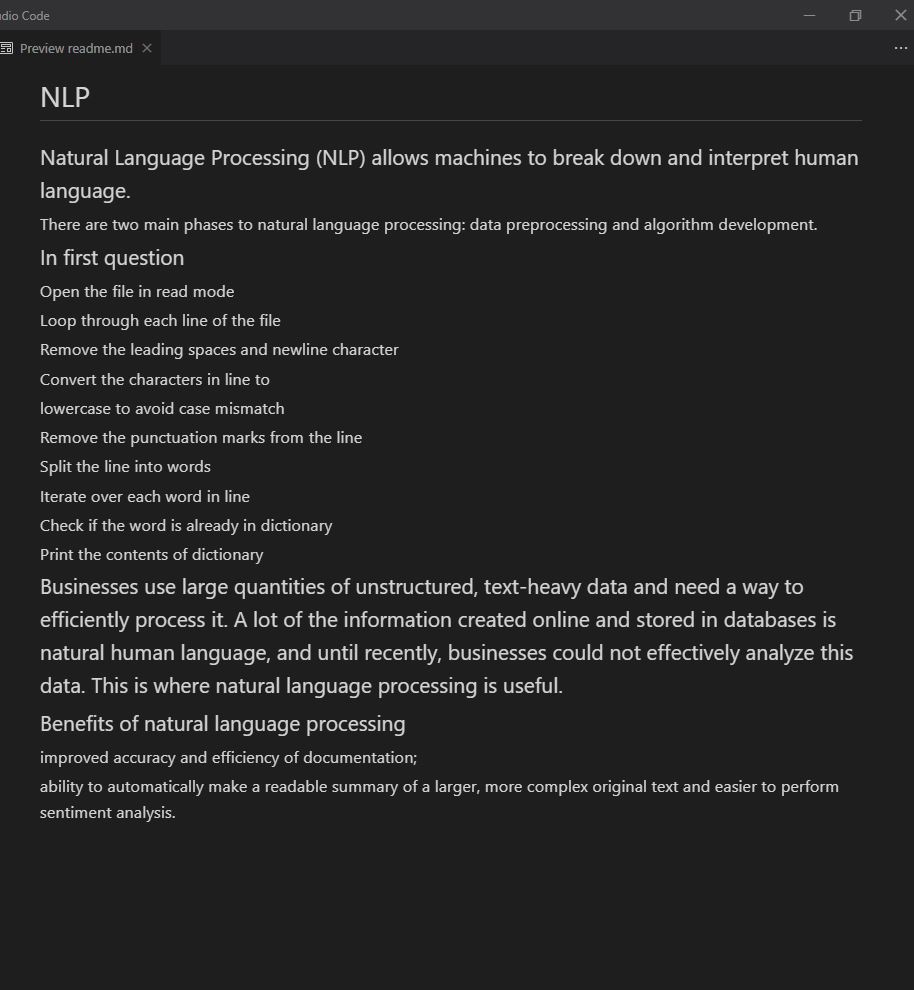 dio Code
Preview readme.md
NLP
Natural Language Processing (NLP) allows machines to break down and interpret human
language.
There are two main phases to natural language processing: data preprocessing and algorithm development.
In first question
Open the file in read mode
Loop through each line of the file
Remove the leading spaces and newline character
Convert the characters in line to
lowercase to avoid case mismatch
Remove the punctuation marks from the line
Split the line into words
Iterate over each word in line
Check if the word is already in dictionary
Print the contents of dictionary
Businesses use large quantities of unstructured, text-heavy data and need a way to
efficiently process it. A lot of the information created online and stored in databases is
natural human language, and until recently, businesses could not effectively analyze this
data. This is where natural language processing is useful.
Benefits of natural language processing
improved accuracy and efficiency of documentation;
ability to automatically make a readable summary of a larger, more complex original text and easier to perform
sentiment analysis.